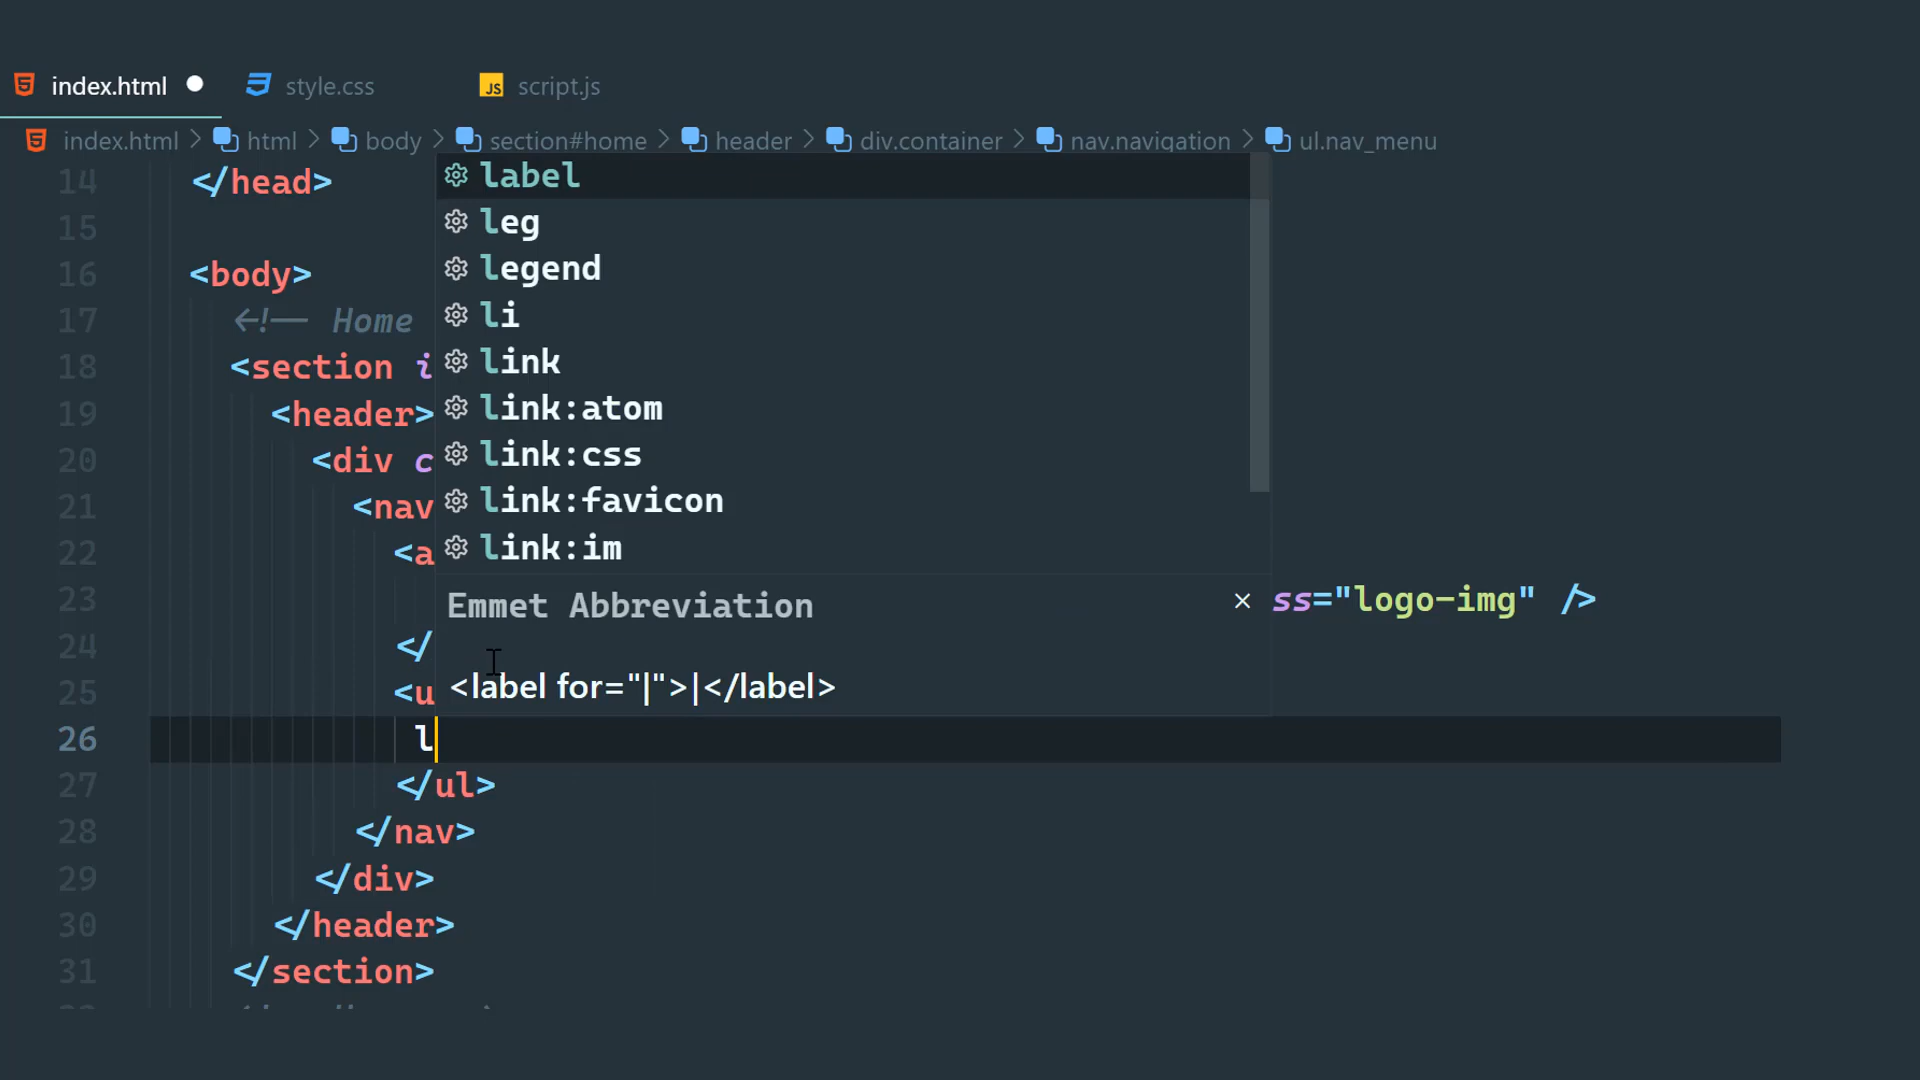 index.html style.css JS script.js
index.html > html > body > section#home > header > div.container > nav.navigation > ul.nav_menu
14 </head>
15
16 <body>
17 <!-- Home
18 <section i
19 <header>
20 <div c
21 <nav
22 <a
23 ss="logo-img" />
24 </
25 <u
26 l
27 </ul>
28 </nav>
29 </div>
30 </header>
31 </section>
label
leg
legend
li
link
link:atom
link:css
link:favicon
link:im
Emmet Abbreviation ×
<label for="|">|</label>